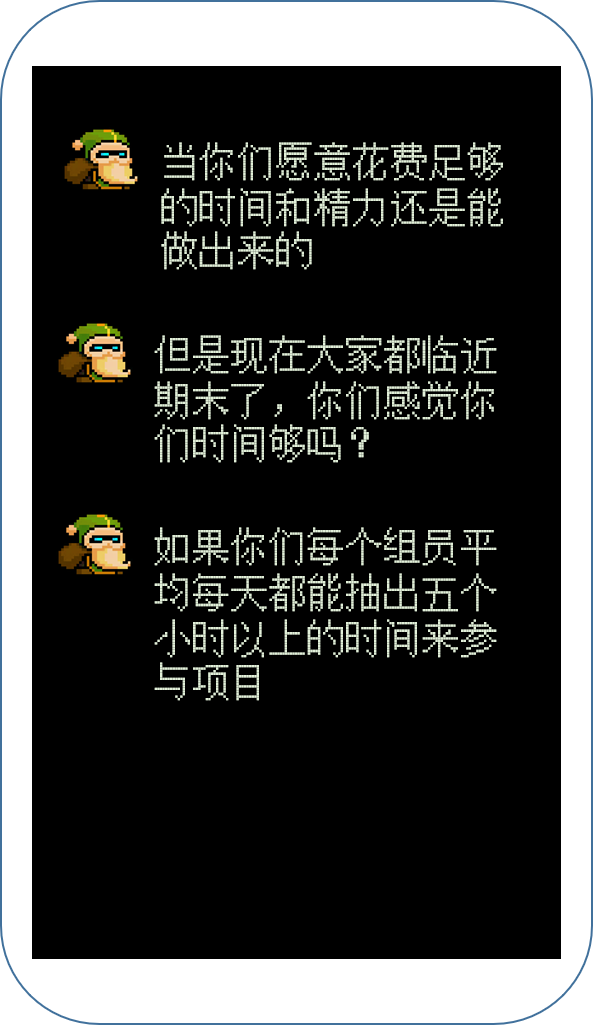 当你们愿意花费足够
的时间和精力还是能
做出来的
但是现在大家都临近
期末了，你们感觉你
们时间够吗？
如果你们每个组员平
均每天都能抽出五个
小时以上的时间来参
与项目